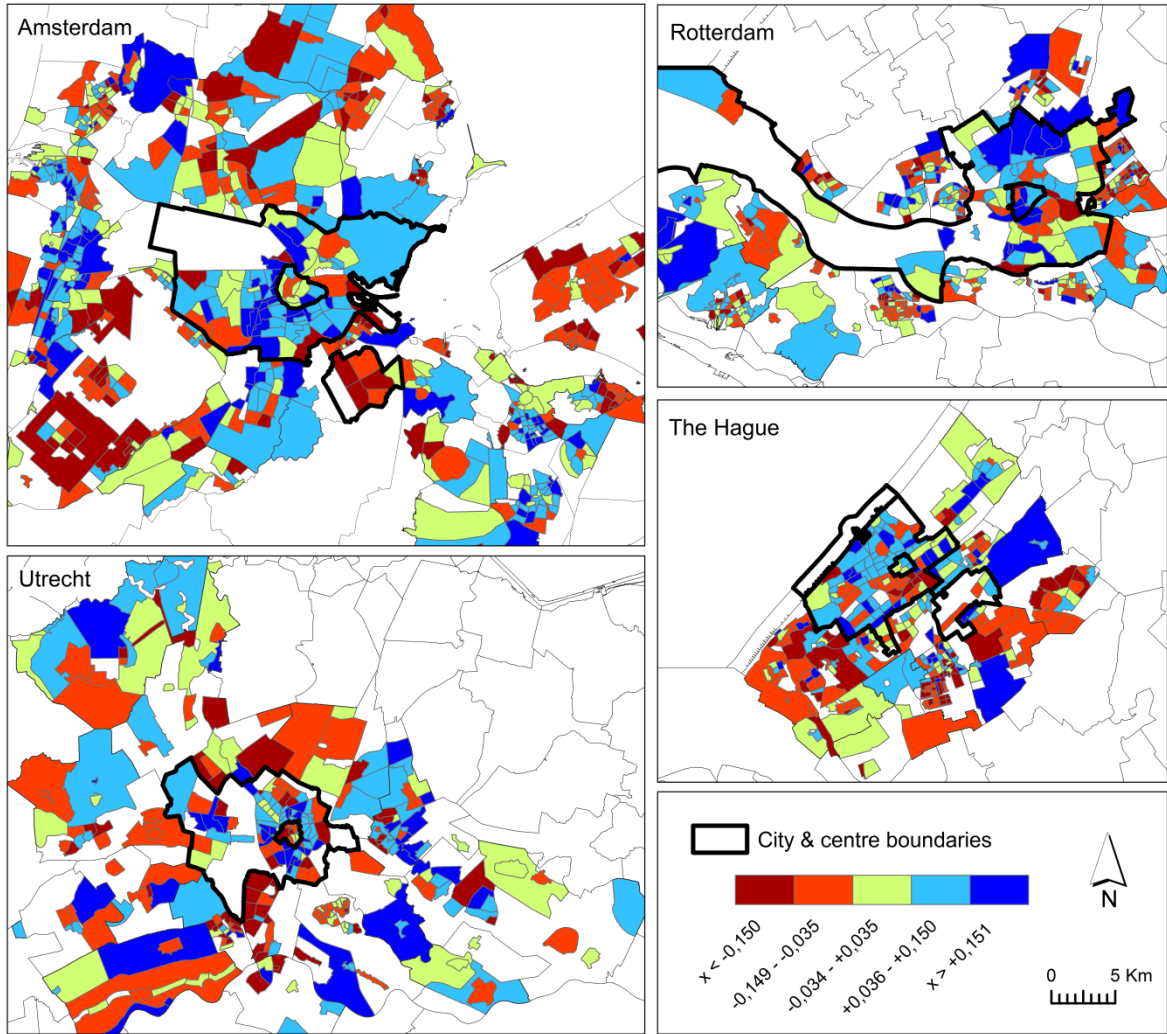 Amsterdam
Rotterdam
The Hague
Utrecht
City & centre boundaries
x < -0,150
-0,149 - -0,035
-0,034 - +0,035
+0,036 - +0,150
x > +0,151
N
0 5 Km